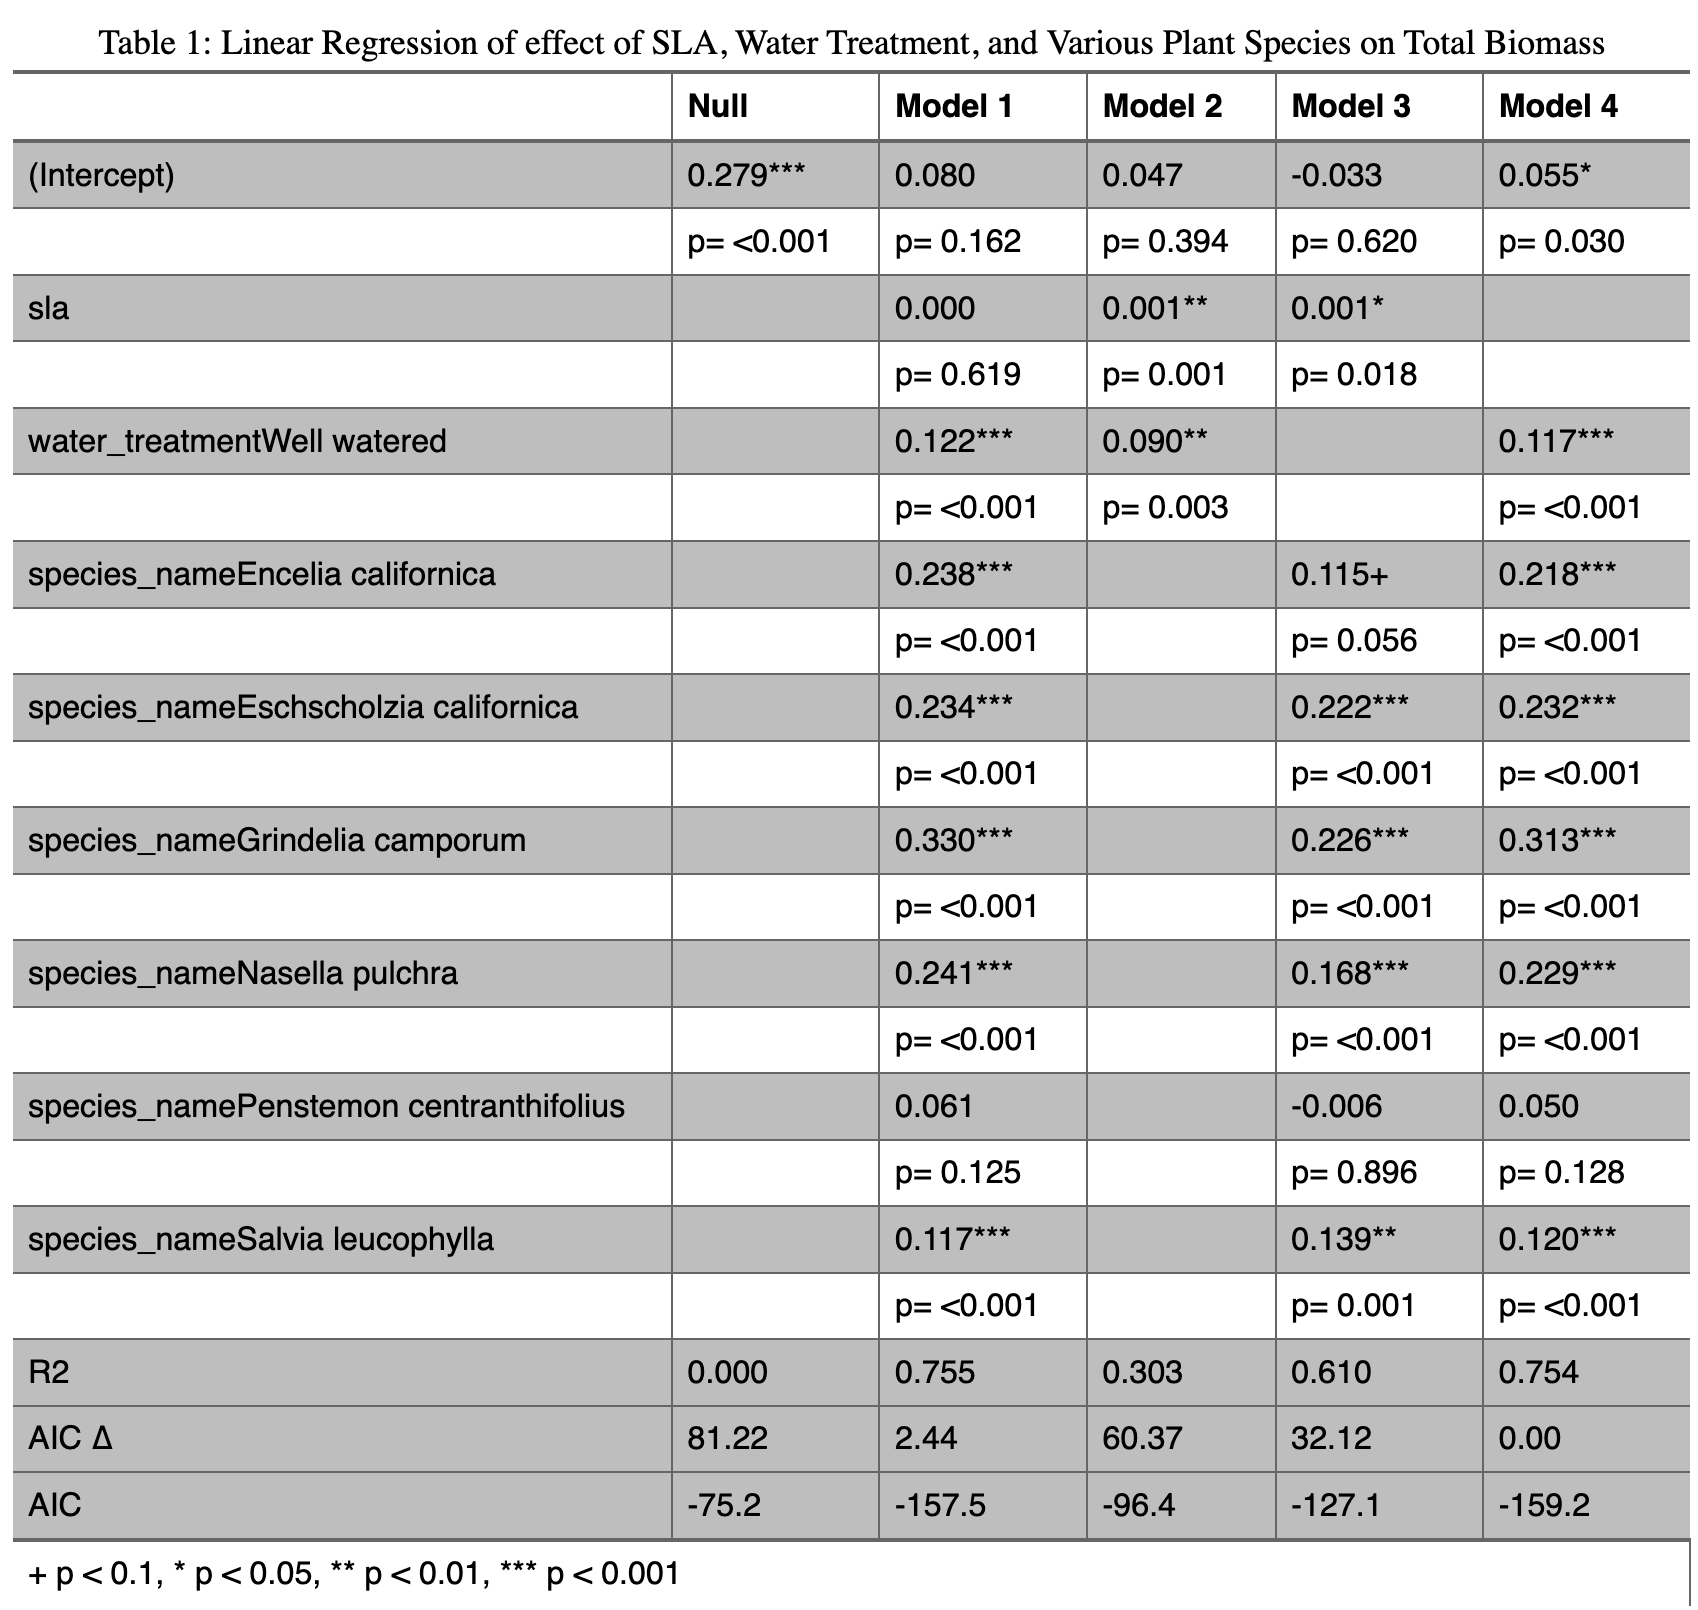 Table 1: Linear Regression of effect of SLA, Water Treatment, and Various Plant Species on Total Biomass
Null Model 1 Model 2 Model 3 Model 4
(Intercept) 0.279*** 0.080 0.047 -0.033 0.055*
p= <0.001 p= 0.162 p= 0.394 p= 0.620 p= 0.030
sla 0.000 0.001** 0.001*
p= 0.619 p= 0.001 p= 0.018
water_treatmentWell watered 0.122*** 0.090** 0.117***
p= <0.001 p= 0.003 p= <0.001
species_nameEncelia californica 0.238*** 0.115+ 0.218***
p= <0.001 p= 0.056 p= <0.001
species_nameEschscholzia californica 0.234*** 0.222*** 0.232***
p= <0.001 p= <0.001 p= <0.001
species_nameGrindelia camporum 0.330*** 0.226*** 0.313***
p= <0.001 p= <0.001 p= <0.001
species_nameNasella pulchra 0.241*** 0.168*** 0.229***
p= <0.001 p= <0.001 p= <0.001
species_namePenstemon centranthifolius 0.061 -0.006 0.050
p= 0.125 p= 0.896 p= 0.128
species_nameSalvia leucophylla 0.117*** 0.139** 0.120***
p= <0.001 p= 0.001 p= <0.001
R2 0.000 0.755 0.303 0.610 0.754
AIC Δ 81.22 2.44 60.37 32.12 0.00
AIC -75.2 -157.5 -96.4 -127.1 -159.2
+ p < 0.1, * p < 0.05, ** p < 0.01, *** p < 0.001